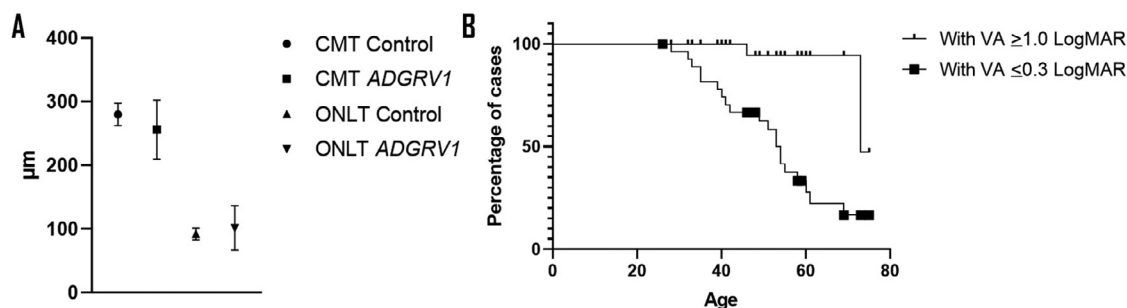 A
400
300
200
100
0
μm
CMT Control
CMT ADGRV1
ONLT Control
ONLT ADGRV1
B
100
50
0
Percentage of cases
0 20 40 60 80
Age
With VA ≥1.0 LogMAR
With VA ≤0.3 LogMAR